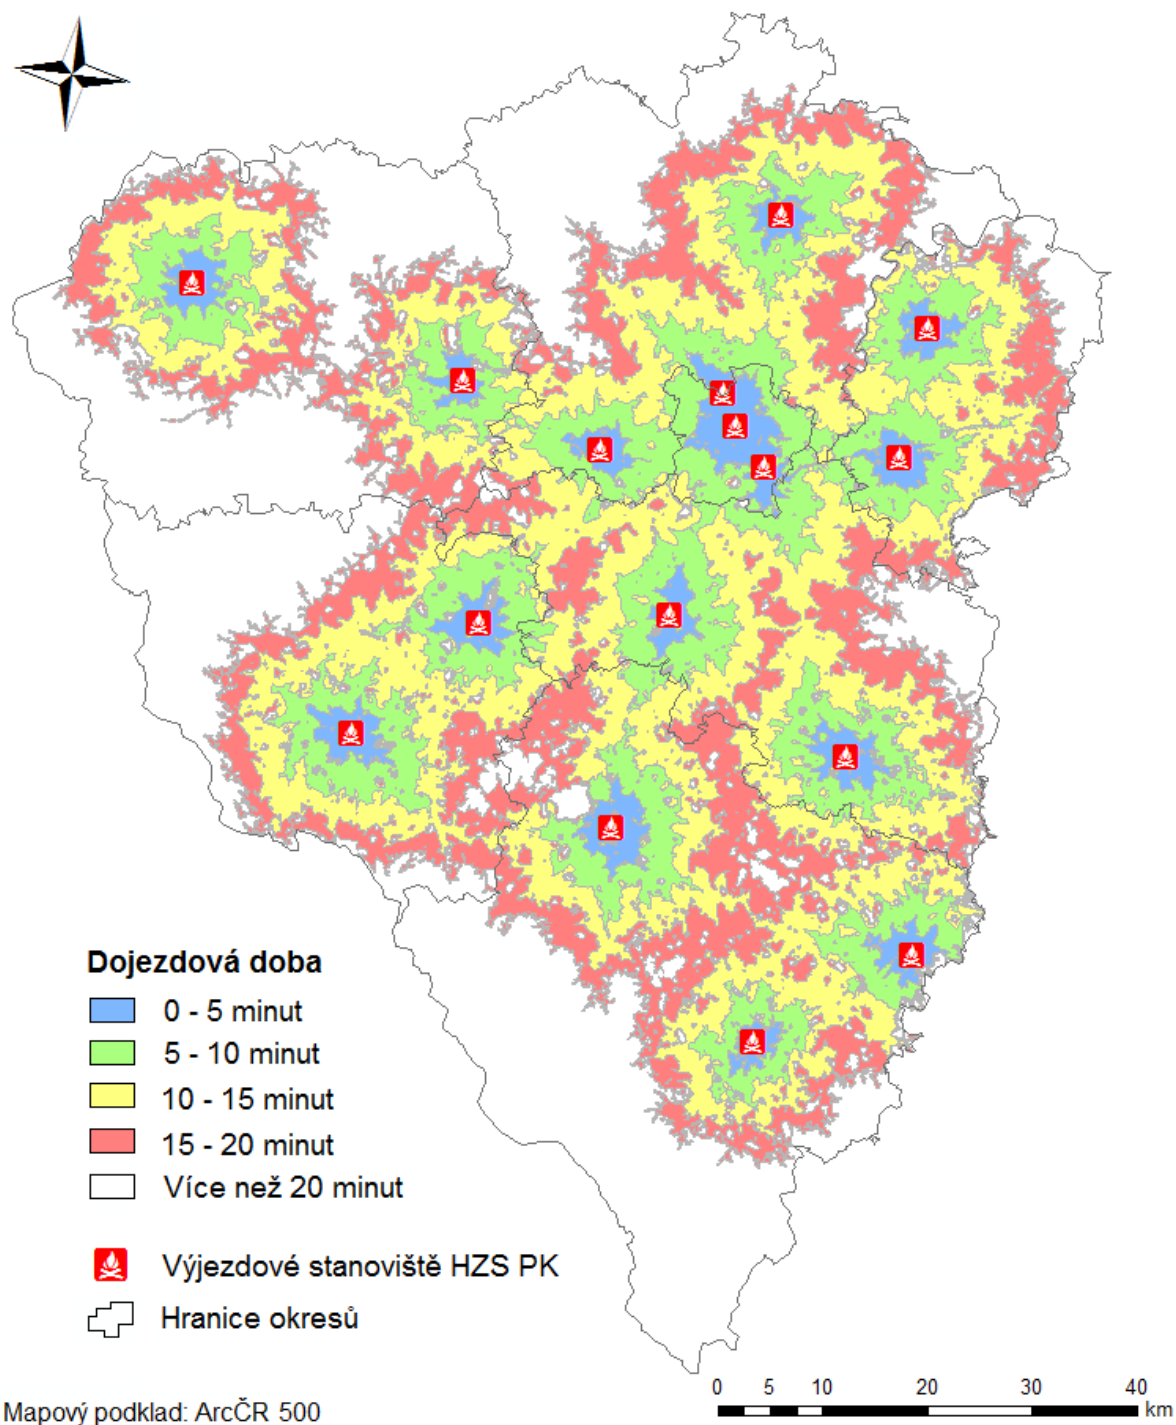 Dojezdová doba
0 - 5 minut
5 - 10 minut
10 - 15 minut
15 - 20 minut
Více než 20 minut
Výjezdové stanoviště HZS PK
Hranice okresů
0 5 10 20 30 40
km
Mapový podklad: ArcČR 500